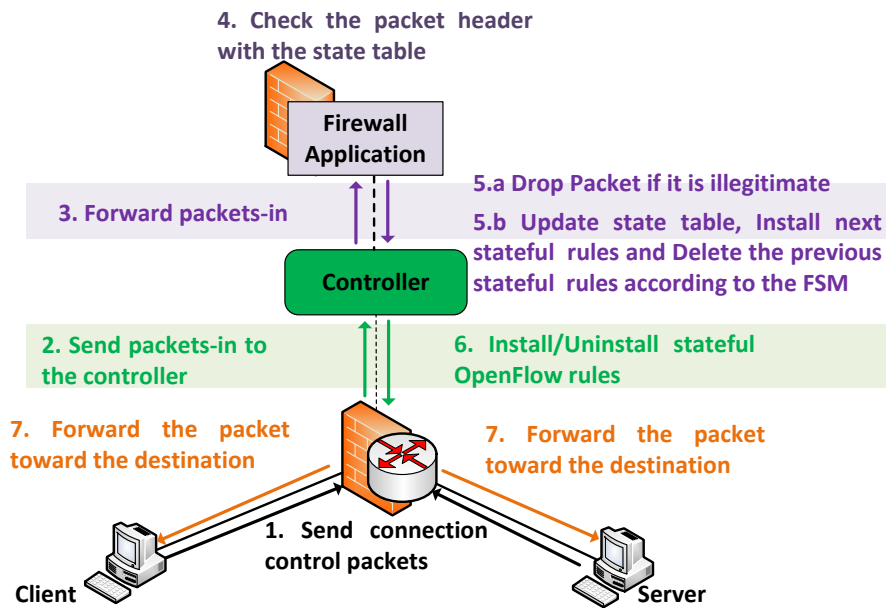 4. Check the packet header
with the state table
Firewall
Application
3. Forward packets-in
5.a Drop Packet if it is illegitimate
5.b Update state table, Install next
stateful rules and Delete the previous
stateful rules according to the FSM
Controller
2. Send packets-in to
the controller
6. Install/Uninstall stateful
OpenFlow rules
7. Forward the packet
toward the destination
7. Forward the packet
toward the destination
1. Send connection
control packets
Client
Server